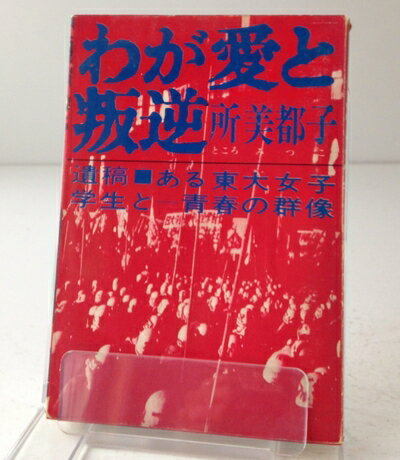 わが愛と
叛逆 所美都子
ところ みつこ
遺稿■ある東大女子
学生と一青春の群像